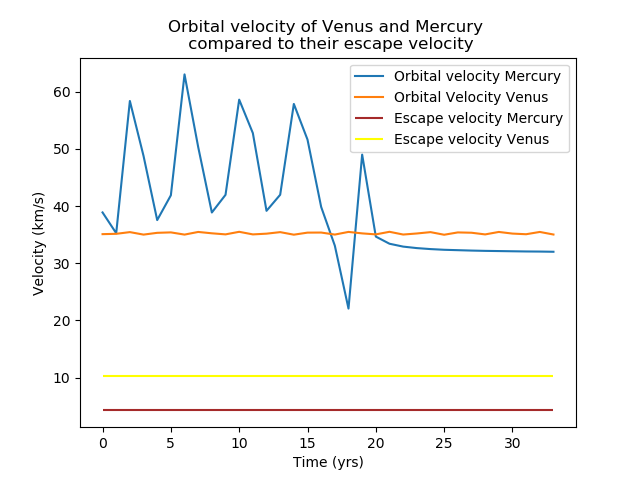 Orbital velocity of Venus and Mercury
compared to their escape velocity
Orbital velocity Mercury
Orbital Velocity Venus
Escape velocity Mercury
Escape velocity Venus
Velocity (km/s)
60
50
40
30
20
10
0 5 10 15 20 25 30
Time (yrs)